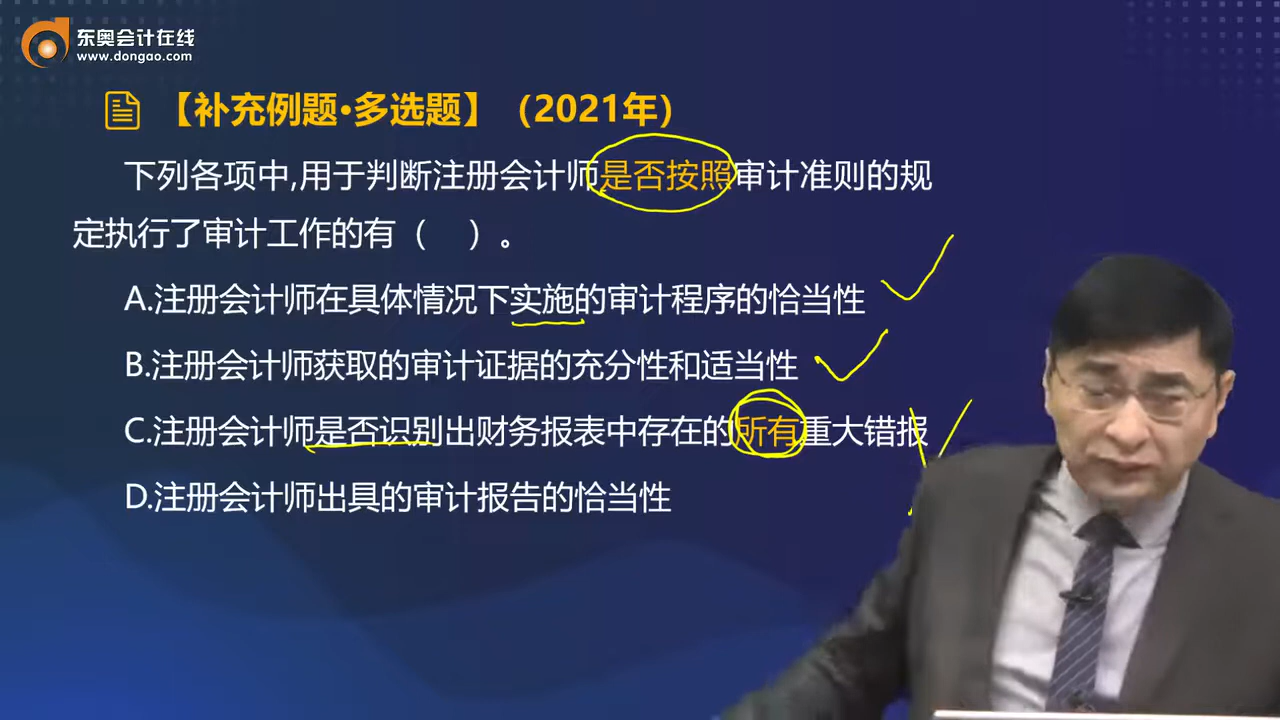 东奥会计在线
www.dongao.com
【补充例题•多选题】（2021年）
下列各项中,用于判断注册会计师是否按照审计准则的规
定执行了审计工作的有（ ）。
A.注册会计师在具体情况下实施的审计程序的恰当性
B.注册会计师获取的审计证据的充分性和适当性
C.注册会计师是否识别出财务报表中存在的所有重大错报
D.注册会计师出具的审计报告的恰当性